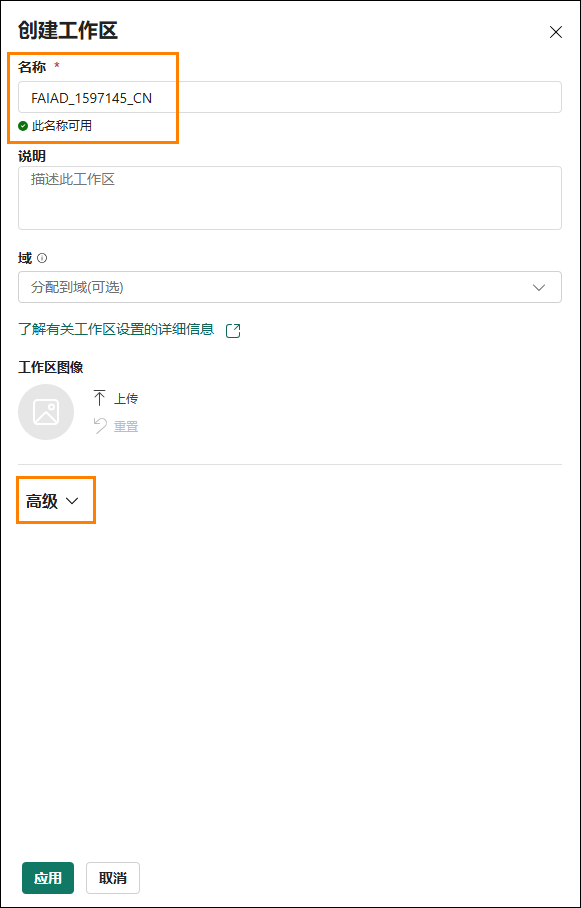 创建工作区
名称 *
FAIAD_1597145_CN
此名称可用
说明
描述此工作区
域
分配到域(可选)
了解有关工作区设置的详细信息
工作区图像
上传
重置
高级
应用 取消